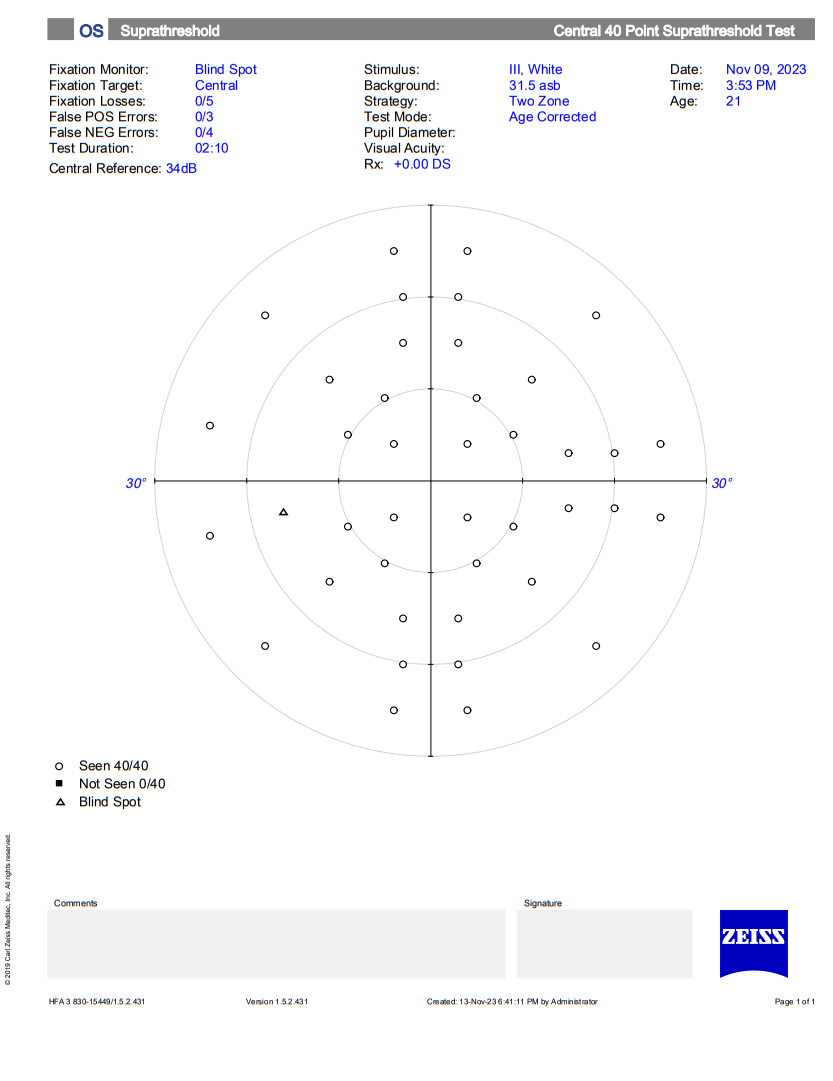 OS Suprathreshold Central 40 Point Suprathreshold Test
Fixation Monitor: Blind Spot Stimulus: III, White Date: Nov 09, 2023
Fixation Target: Central Background: 31.5 asb Time: 3:53 PM
Fixation Losses: 0/5 Strategy: Two Zone Age: 21
False POS Errors: 0/3 Test Mode: Age Corrected
False NEG Errors: 0/4 Pupil Diameter:
Test Duration: 02:10 Visual Acuity:
Central Reference: 34dB Rx: +0.00 DS
30° 30°
Seen 40/40
Not Seen 0/40
Blind Spot
© 2019 Carl Zeiss Meditec, Inc. All rights reserved.
Comments Signature
ZEISS
HFA 3 830-15449/1.5.2.431 Version 1.5.2.431 Created: 13-Nov-23 6:41:11 PM by Administrator Page 1 of 1